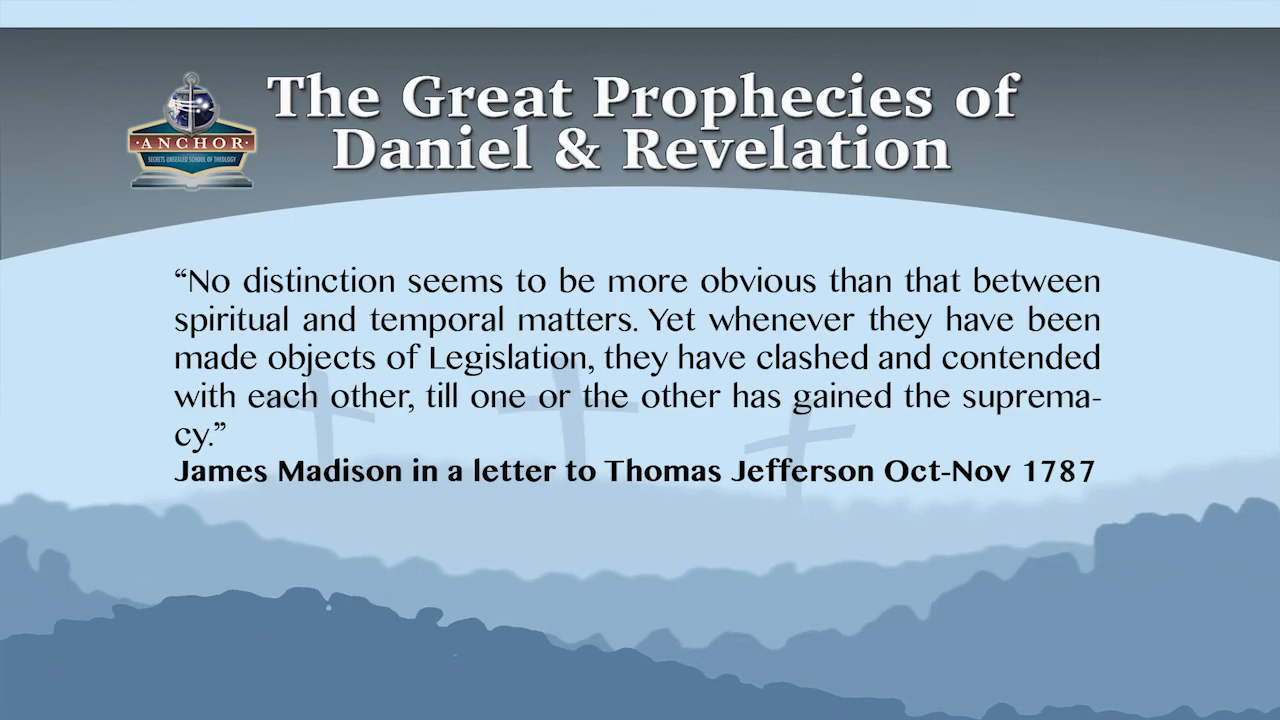 The Great Prophecies of
Daniel & Revelation
·ANCHOR·
SECRETS UNSEALED SCHOOL OF THEOLOGY
“No distinction seems to be more obvious than that between
spiritual and temporal matters. Yet whenever they have been
made objects of Legislation, they have clashed and contended
with each other, till one or the other has gained the suprema-
cy.”
James Madison in a letter to Thomas Jefferson Oct-Nov 1787